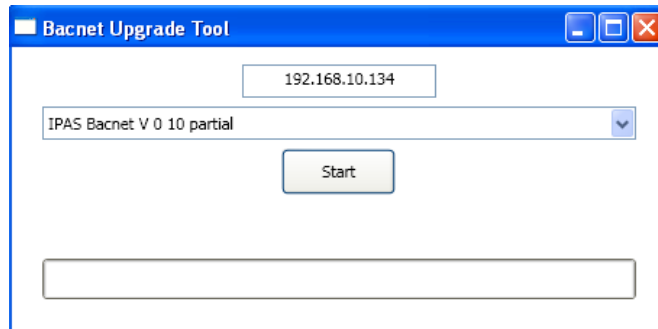 Bacnet Upgrade Tool
192.168.10.134
IPAS Bacnet V 0 10 partial
Start